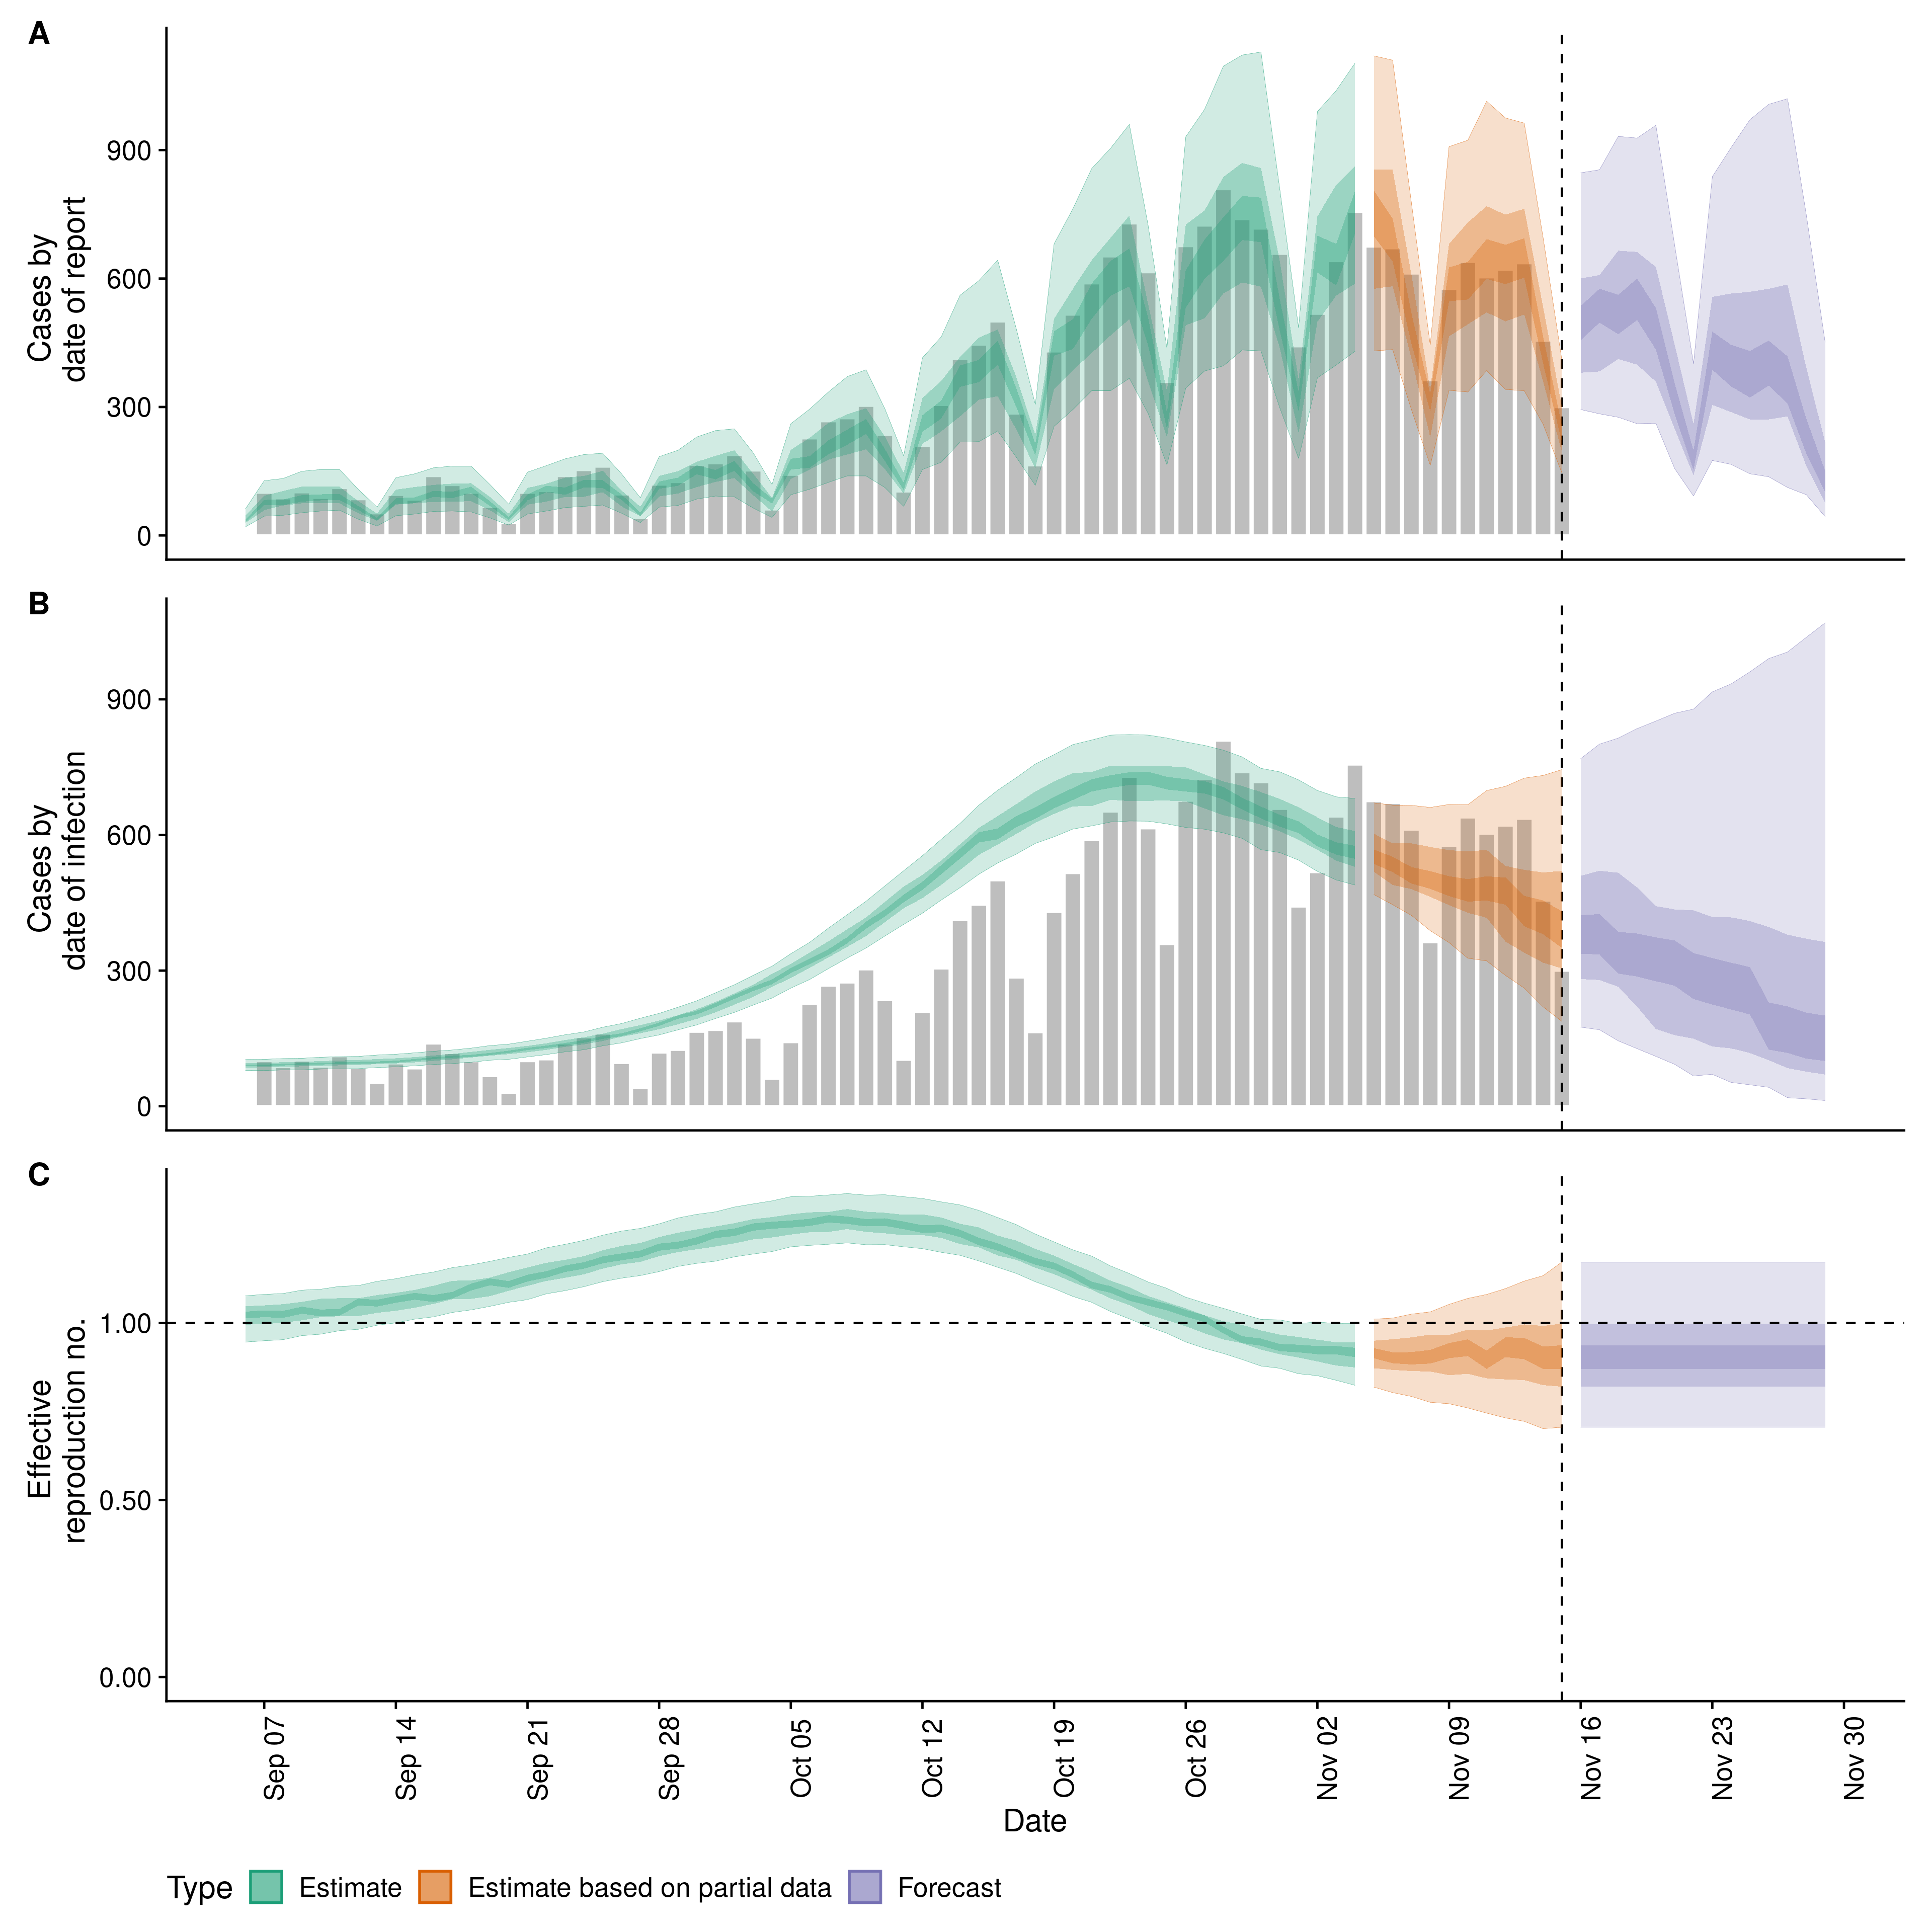 A
Cases by
date of report
900
600
300
0
B
Cases by
date of infection
900
600
300
0
C
Effective
reproduction no.
1.00
0.50
0.00
Sep 07
Sep 14
Sep 21
Sep 28
Oct 05
Oct 12
Oct 19
Oct 26
Nov 02
Nov 09
Nov 16
Nov 23
Nov 30
Date
Type Estimate Estimate based on partial data Forecast